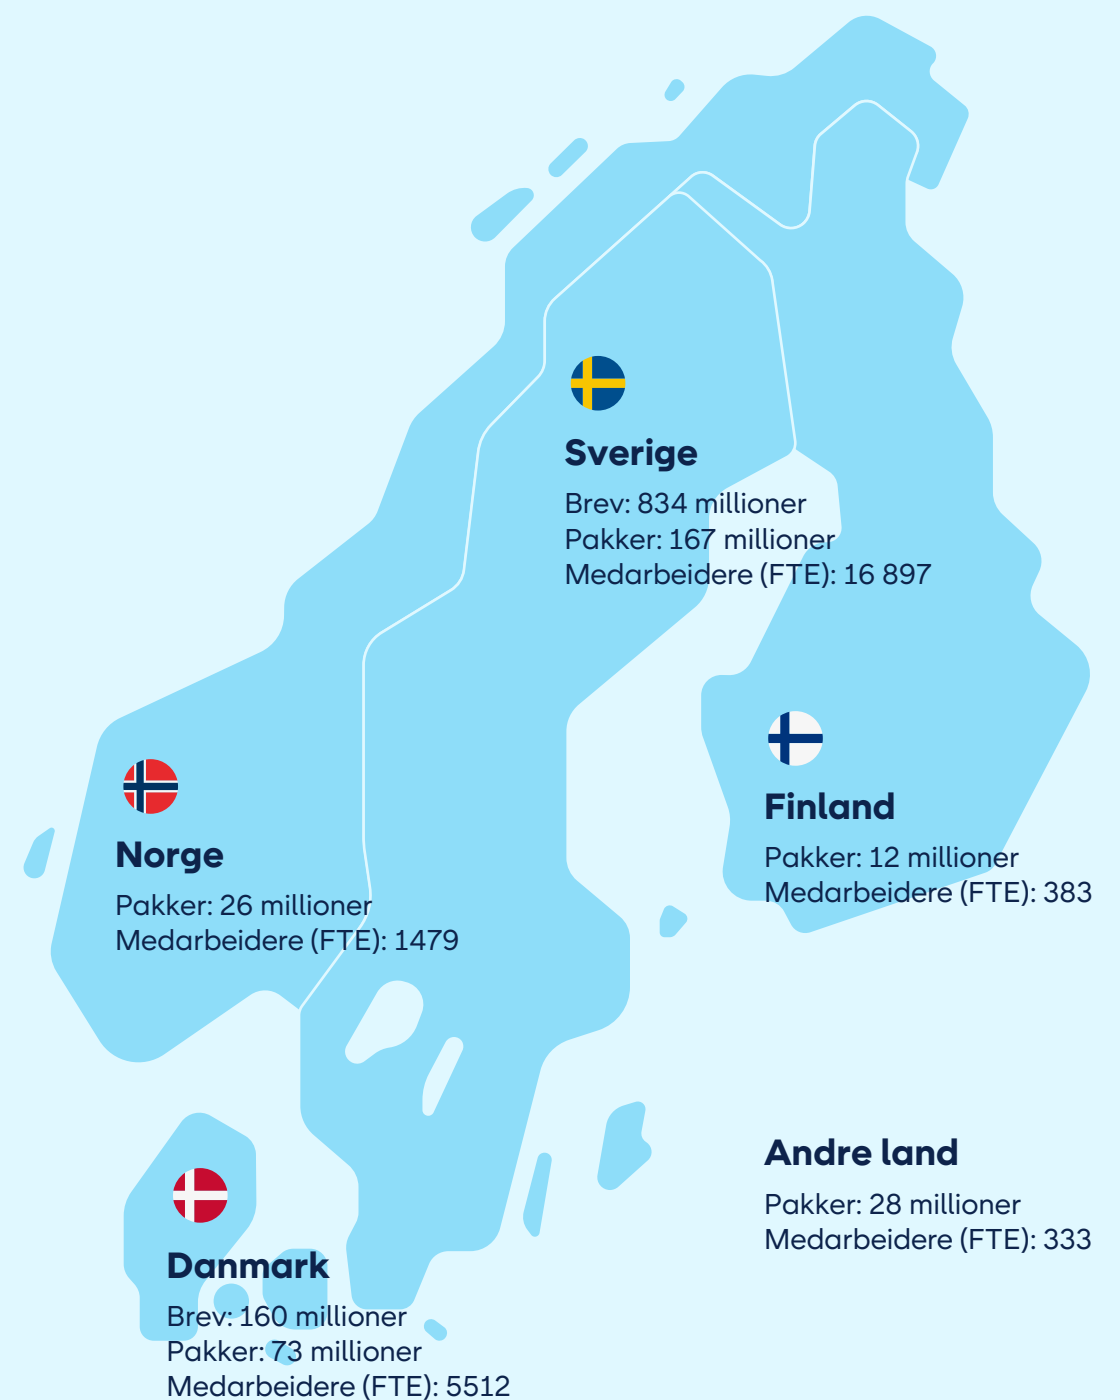 Sverige
Brev: 834 millioner
Pakker: 167 millioner
Medarbeidere (FTE): 16 897
Finland
Pakker: 12 millioner
Medarbeidere (FTE): 383
Norge
Pakker: 26 millioner
Medarbeidere (FTE): 1479
Andre land
Pakker: 28 millioner
Medarbeidere (FTE): 333
Danmark
Brev: 160 millioner
Pakker: 73 millioner
Medarbeidere (FTE): 5512